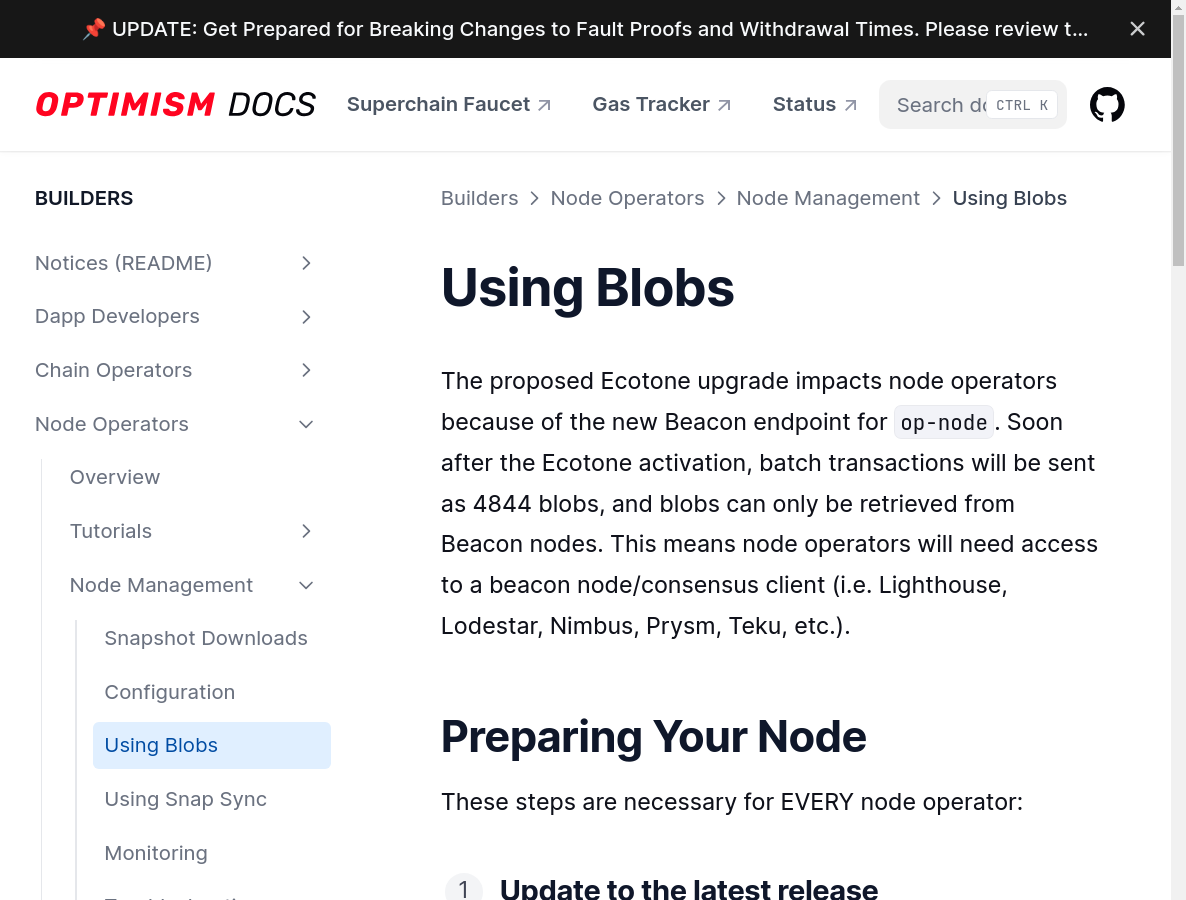 📌 UPDATE: Get Prepared for Breaking Changes to Fault Proofs and Withdrawal Times. Please review t...
OPTIMISM DOCS
Superchain Faucet
Gas Tracker
Status
Search do
CTRL K
BUILDERS
Notices (README)
Dapp Developers
Chain Operators
Node Operators
Overview
Tutorials
Node Management
Snapshot Downloads
Configuration
Using Blobs
Using Snap Sync
Monitoring
Builders > Node Operators > Node Management > Using Blobs
Using Blobs
The proposed Ecotone upgrade impacts node operators
because of the new Beacon endpoint for op-node. Soon
after the Ecotone activation, batch transactions will be sent
as 4844 blobs, and blobs can only be retrieved from
Beacon nodes. This means node operators will need access
to a beacon node/consensus client (i.e. Lighthouse,
Lodestar, Nimbus, Prysm, Teku, etc.).
Preparing Your Node
These steps are necessary for EVERY node operator:
1 Update to the latest release